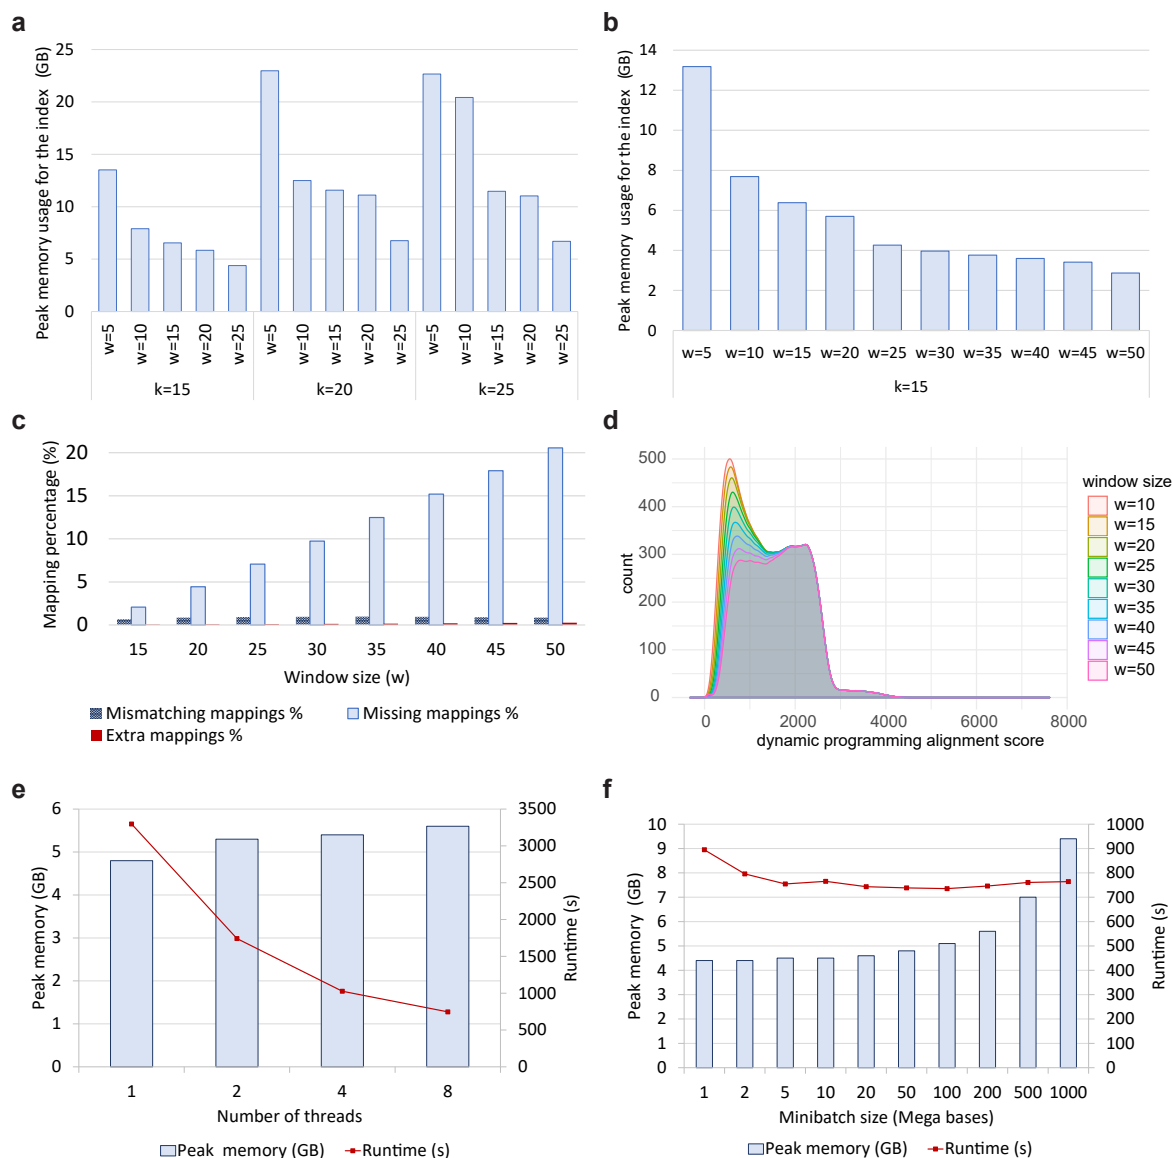 a
Peak memory usage for the index (GB)
25
20
15
10
5
0
w=5
w=10
w=15
w=20
w=25
w=5
w=10
w=15
w=20
w=25
w=5
w=10
w=15
w=20
w=25
k=15
k=20
k=25
b
Peak memory usage for the index (GB)
14
12
10
8
6
4
2
0
w=5 w=10 w=15 w=20 w=25 w=30 w=35 w=40 w=45 w=50
k=15
c
Mapping percentage (%)
20
15
10
5
0
15 20 25 30 35 40 45 50
Window size (w)
Mismatching mappings %
Missing mappings %
Extra mappings %
d
count
500
400
300
200
100
0
0 2000 4000 6000 8000
dynamic programming alignment score
window size
w=10
w=15
w=20
w=25
w=30
w=35
w=40
w=45
w=50
e
Peak memory (GB)
6
5
4
3
2
1
0
3500
3000
2500
2000
1500
1000
500
0
Runtime (s)
1 2 4 8
Number of threads
Peak memory (GB)
Runtime (s)
f
Peak memory (GB)
10
9
8
7
6
5
4
3
2
1
0
1000
900
800
700
600
500
400
300
200
100
0
Runtime (s)
1 2 5 10 20 50 100 200 500 1000
Minibatch size (Mega bases)
Peak memory (GB)
Runtime (s)